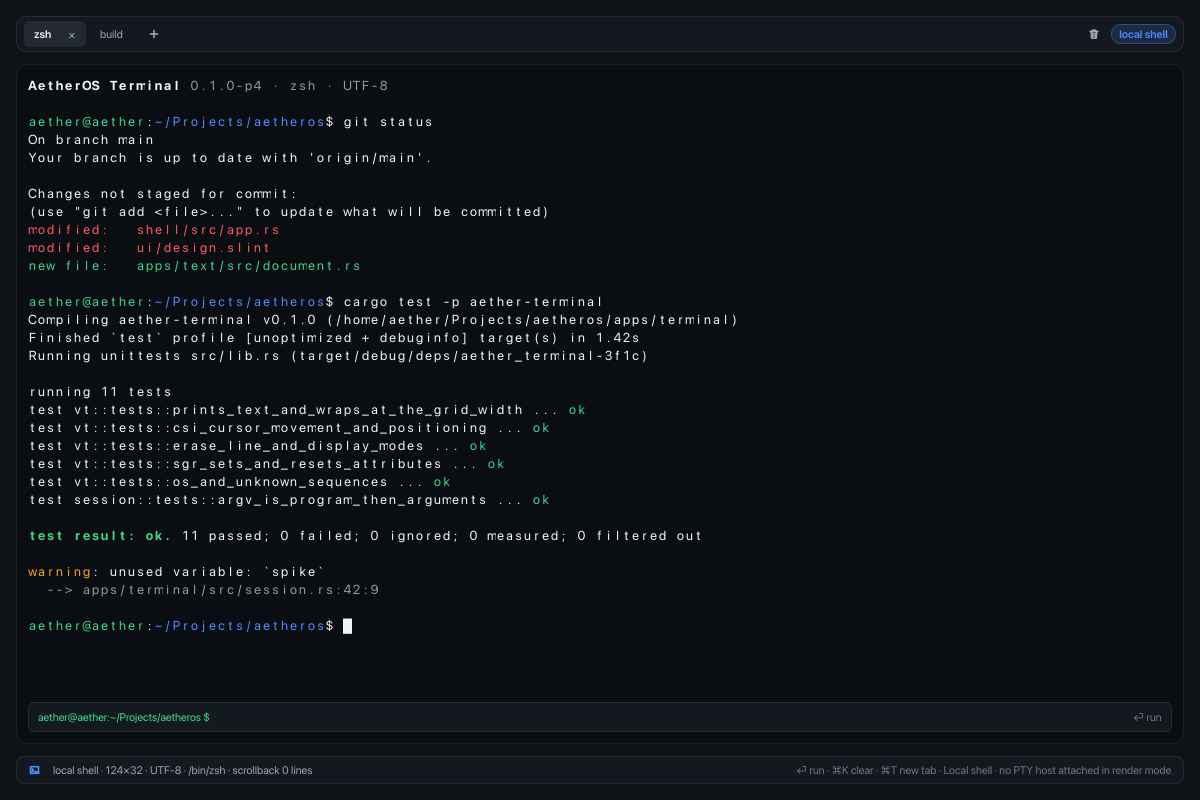 zsh × build + local shell
AetherOS Terminal 0.1.0-p4 · zsh · UTF-8
aether@aether:~/Projects/aetheros$ git status
On branch main
Your branch is up to date with 'origin/main'.
Changes not staged for commit:
(use "git add <file>..." to update what will be committed)
modified: shell/src/app.rs
modified: ui/design.slint
new file: apps/text/src/document.rs
aether@aether:~/Projects/aetheros$ cargo test -p aether-terminal
Compiling aether-terminal v0.1.0 (/home/aether/Projects/aetheros/apps/terminal)
Finished `test` profile [unoptimized + debuginfo] target(s) in 1.42s
Running unittests src/lib.rs (target/debug/deps/aether_terminal-3f1c)
running 11 tests
test vt::tests::prints_text_and_wraps_at_the_grid_width ... ok
test vt::tests::csi_cursor_movement_and_positioning ... ok
test vt::tests::erase_line_and_display_modes ... ok
test vt::tests::sgr_sets_and_resets_attributes ... ok
test vt::tests::os_and_unknown_sequences ... ok
test session::tests::argv_is_program_then_arguments ... ok
test result: ok. 11 passed; 0 failed; 0 ignored; 0 measured; 0 filtered out
warning: unused variable: `spike`
--> apps/terminal/src/session.rs:42:9
aether@aether:~/Projects/aetheros$
aether@aether:~/Projects/aetheros $ ⏎ run
local shell · 124×32 · UTF-8 · /bin/zsh · scrollback 0 lines ⏎ run · ⌘K clear · ⌘T new tab · Local shell · no PTY host attached in render mode